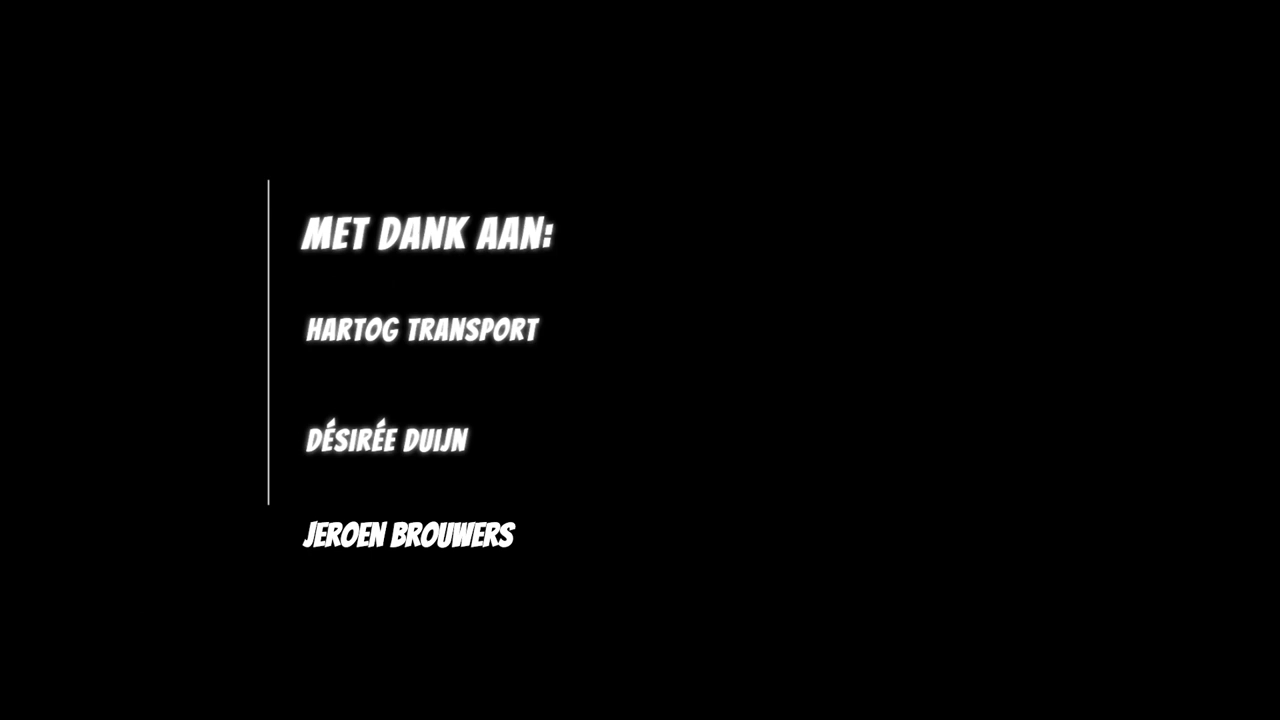 MET DANK AAN:
HARTOG TRANSPORT
DÉSIRÉE DUIJN
JEROEN BROUWERS